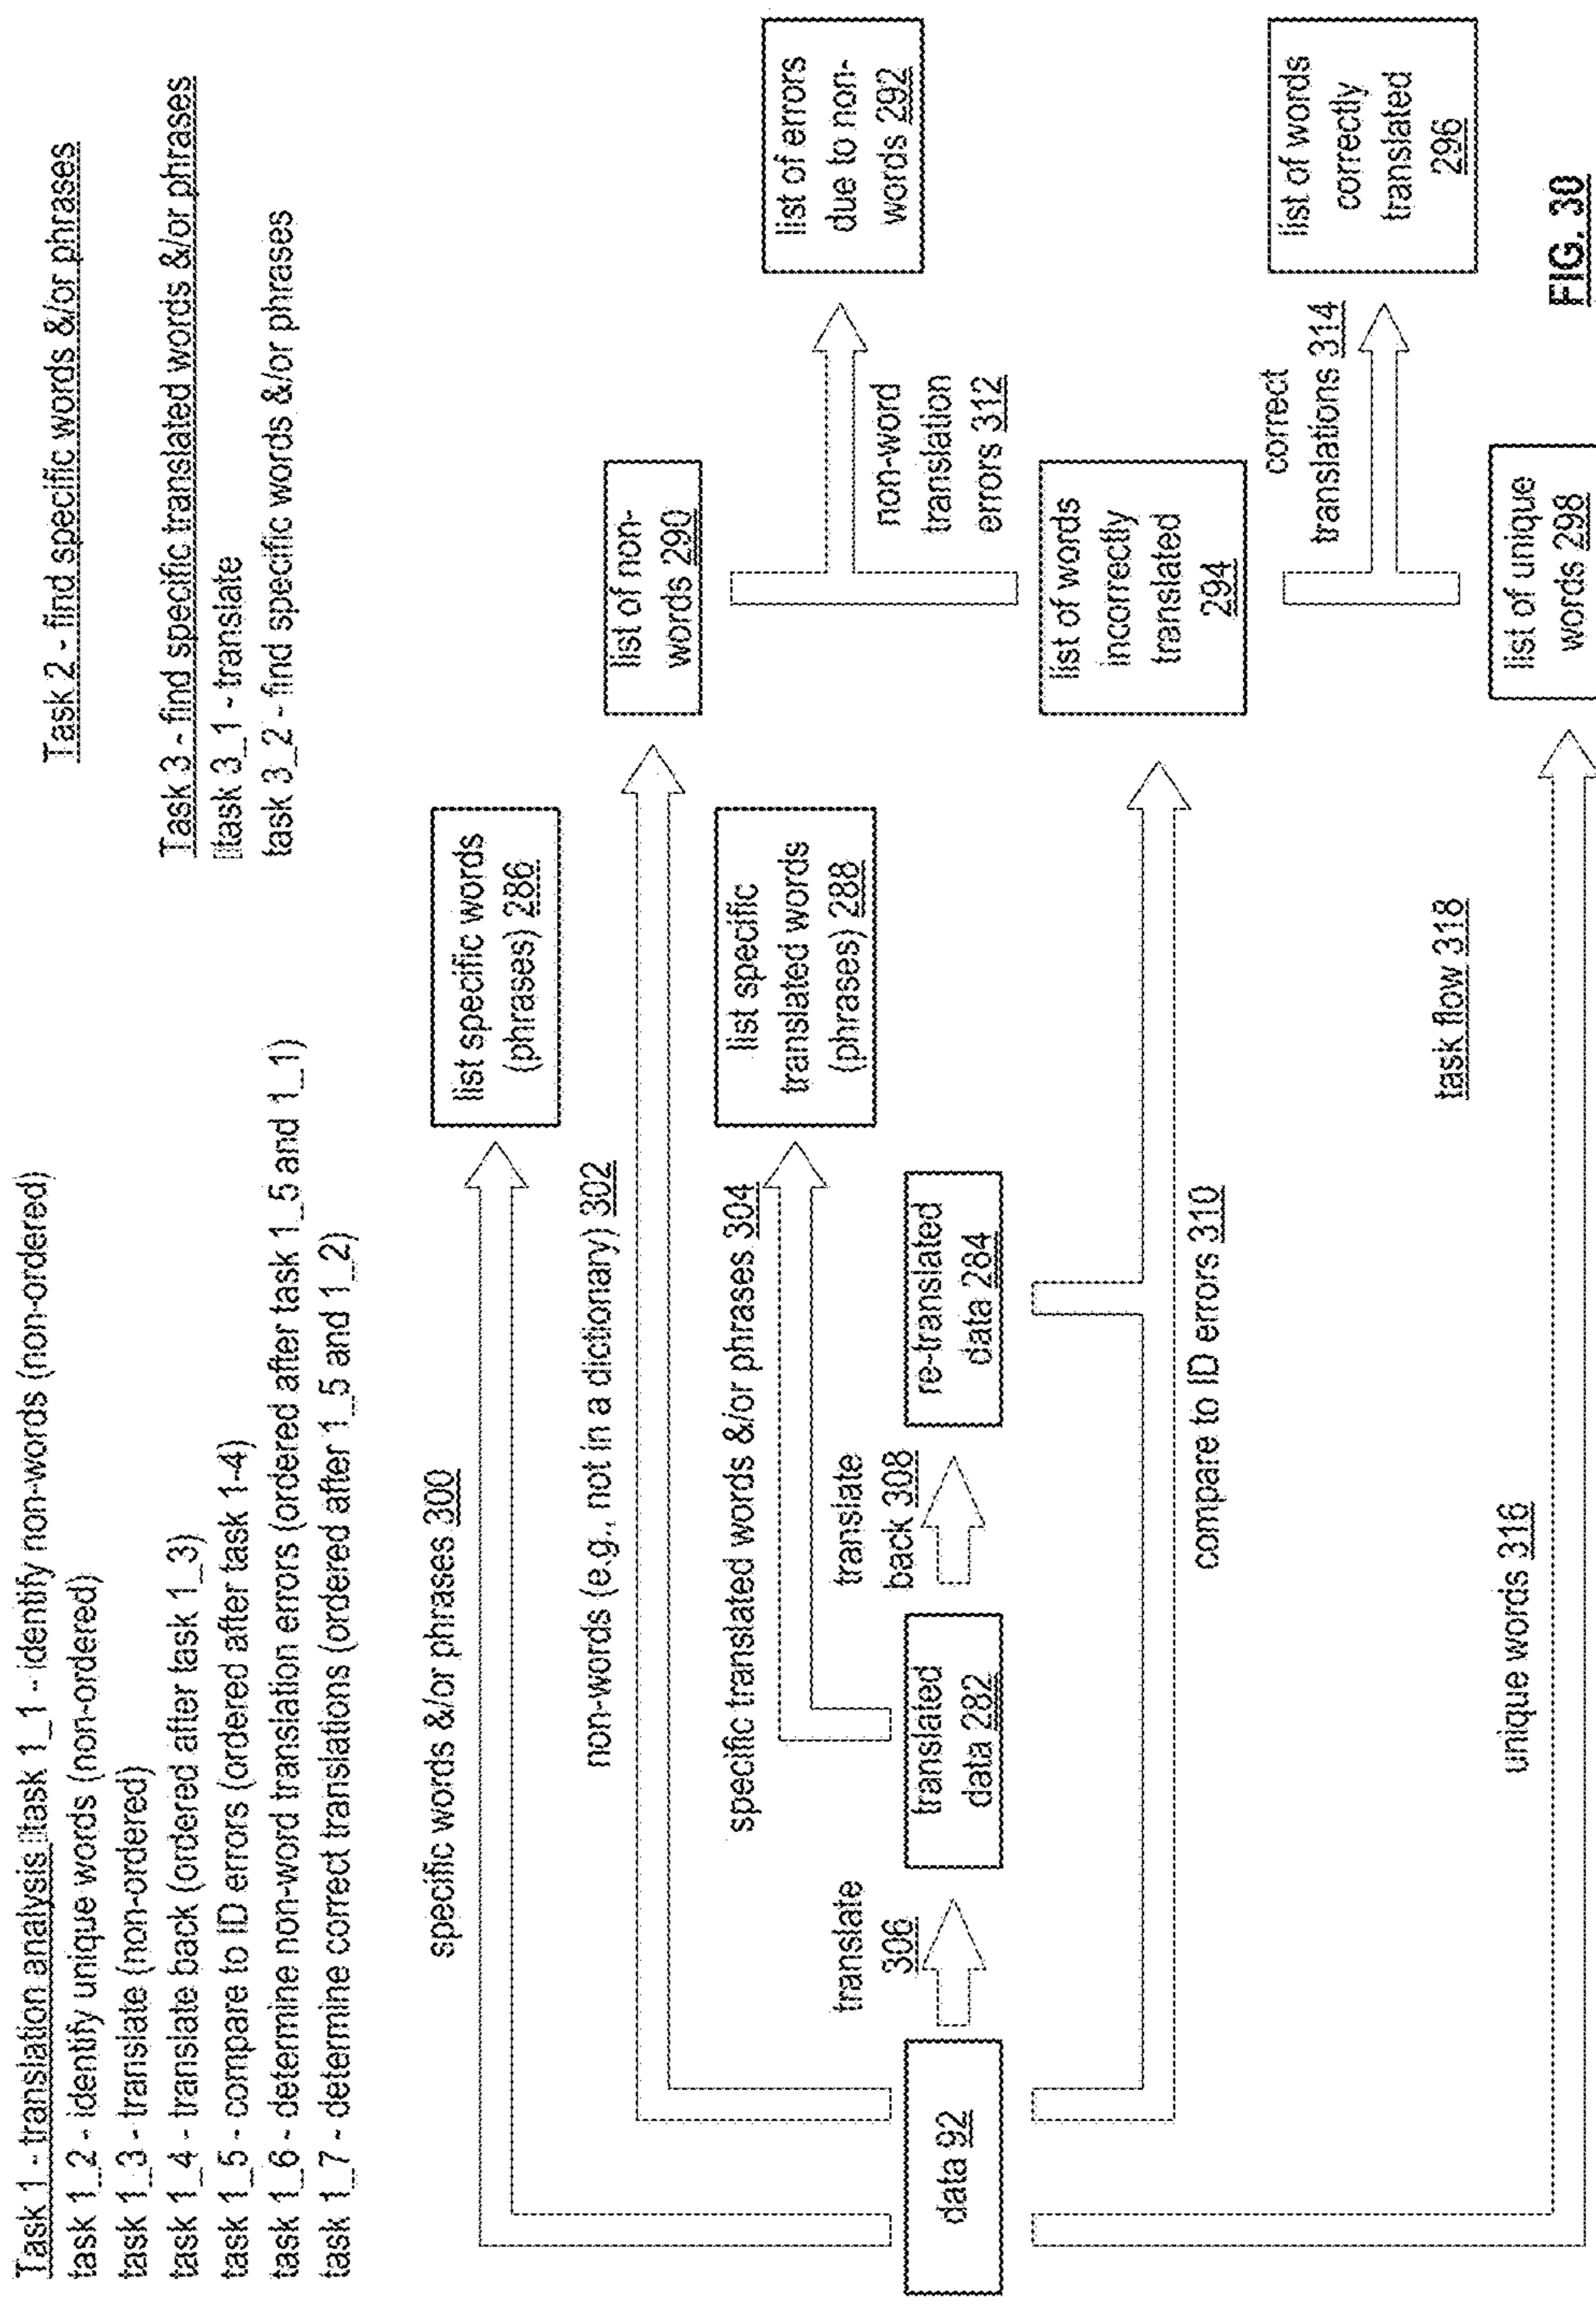 Task 1 - translation analysis task 1_1 - identify non-words (non-ordered)
task 1_2 - identify unique words (non-ordered)
task 1_3 - translate (non-ordered)
task 1_4 - translate back (ordered after task 1_3)
task 1_5 - compare to ID errors (ordered after task 1-4)
task 1_6 - determine non-word translation errors (ordered after task 1_5 and 1_1)
task 1_7 - determine correct translations (ordered after 1_5 and 1_2)
Task 2 - find specific words &/or phrases
Task 3 - find specific translated words &/or phrases
task 3_1 - translate
task 3_2 - find specific words &/or phrases
specific words &/or phrases 300
list specific words
(phrases) 286
non-words (e.g., not in a dictionary) 302
list of non-
words 290
specific translated words &/or phrases 304
list specific
translated words
(phrases) 288
list of errors
due to non-
words 292
non-word
translation
errors 312
data 92
translate
306
translated
data 282
translate
back 308
re-translated
data 284
list of words
incorrectly
translated
294
compare to ID errors 310
correct
translations 314
list of words
correctly
translated
296
task flow 318
unique words 316
list of unique
words 298
FIG. 30